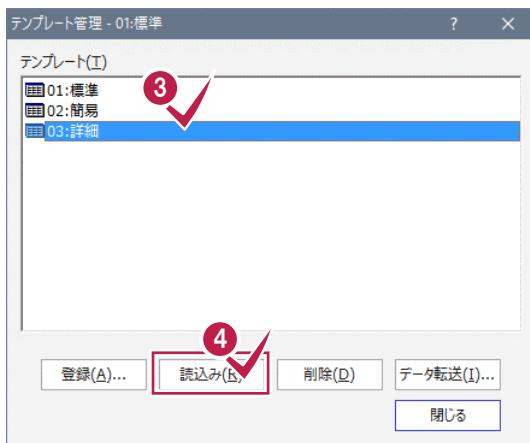 テンプレート管理 - 01:標準 ? ×
テンプレート(T)
01:標準
02:簡易
03:詳細
3
4
登録(A)... 読込み(R) 削除(D) データ転送(I)...
閉じる